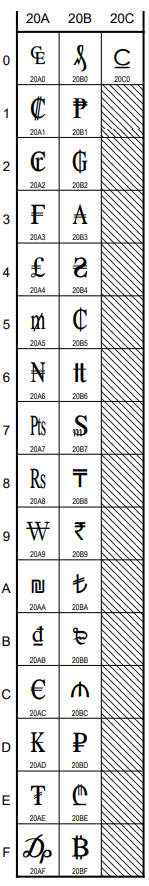 20A 20B 20C
0 ₠ ₰ ⃀
20A0 20B0 20C0
1 ₡ ₱
20A1 20B1
2 ₢ ₲
20A2 20B2
3 ₣ ₳
20A3 20B3
4 ₤ ₴
20A4 20B4
5 ₥ ₵
20A5 20B5
6 ₦ ₶
20A6 20B6
7 ₧ ₷
20A7 20B7
8 ₨ ₸
20A8 20B8
9 ₩ ₹
20A9 20B9
A ₪ ₺
20AA 20BA
B ₫ ₻
20AB 20BB
C € ₼
20AC 20BC
D ₭ ₽
20AD 20BD
E ₮ ₾
20AE 20BE
F ₯ ₿
20AF 20BF